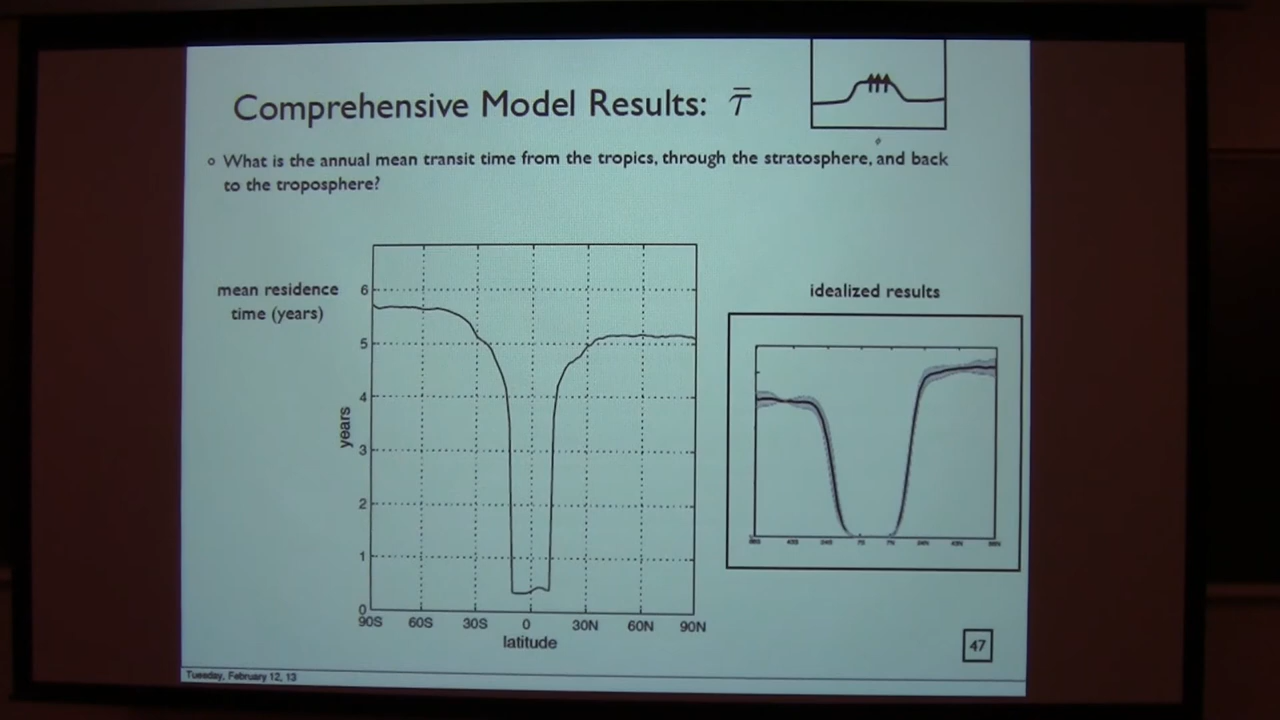 Comprehensive Model Results: τ̄
What is the annual mean transit time from the tropics, through the stratosphere, and back
to the troposphere?
mean residence
time (years)
years
6
5
4
3
2
1
0
90S 60S 30S 0 30N 60N 90N
latitude
idealized results
47
Tuesday, February 12, 13